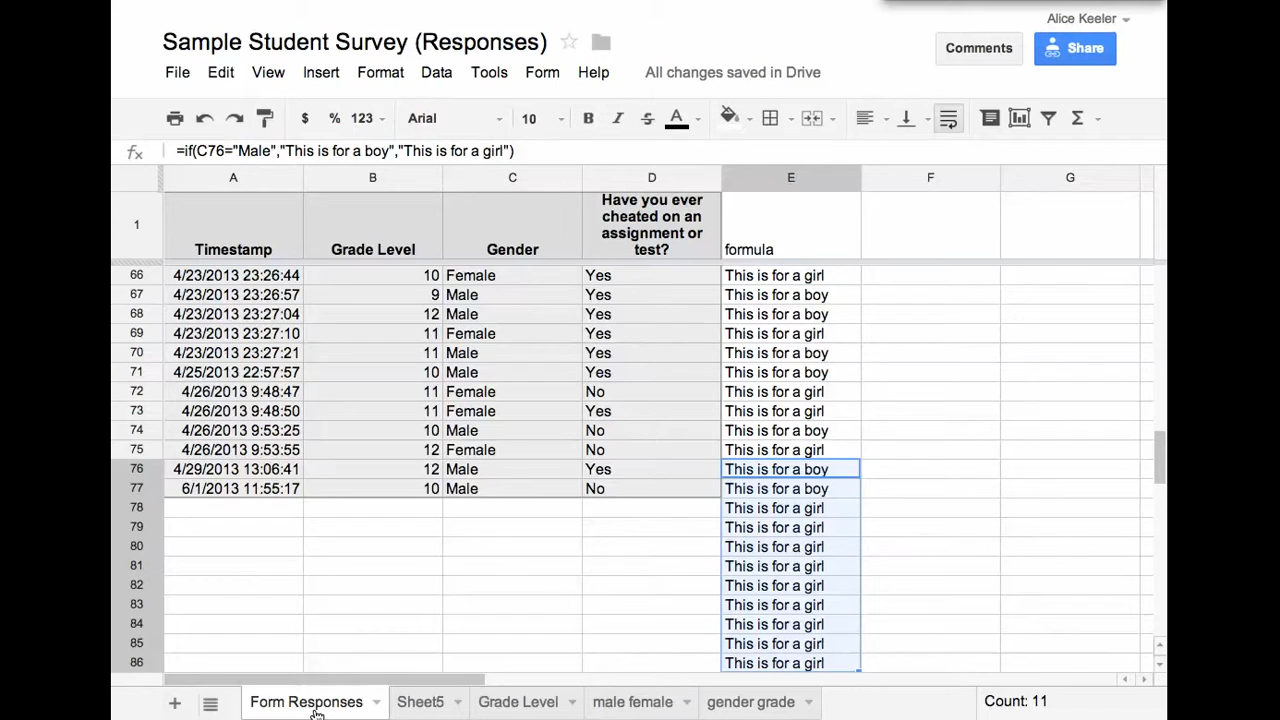 Alice Keeler
Sample Student Survey (Responses)
Comments
Share
File Edit View Insert Format Data Tools Form Help All changes saved in Drive
$ % 123 Arial 10 B I S A Σ
fx =if(C76="Male","This is for a boy","This is for a girl")
A B C D E F G
1 Timestamp Grade Level Gender Have you ever cheated on an assignment or test? formula
66 4/23/2013 23:26:44 10 Female Yes This is for a girl
67 4/23/2013 23:26:57 9 Male Yes This is for a boy
68 4/23/2013 23:27:04 12 Male Yes This is for a boy
69 4/23/2013 23:27:10 11 Female Yes This is for a girl
70 4/23/2013 23:27:21 11 Male Yes This is for a boy
71 4/25/2013 22:57:57 10 Male Yes This is for a boy
72 4/26/2013 9:48:47 11 Female No This is for a girl
73 4/26/2013 9:48:50 11 Female Yes This is for a girl
74 4/26/2013 9:53:25 10 Male No This is for a boy
75 4/26/2013 9:53:55 12 Female No This is for a girl
76 4/29/2013 13:06:41 12 Male Yes This is for a boy
77 6/1/2013 11:55:17 10 Male No This is for a boy
78 This is for a girl
79 This is for a girl
80 This is for a girl
81 This is for a girl
82 This is for a girl
83 This is for a girl
84 This is for a girl
85 This is for a girl
86 This is for a girl
+ Form Responses Sheet5 Grade Level male female gender grade Count: 11